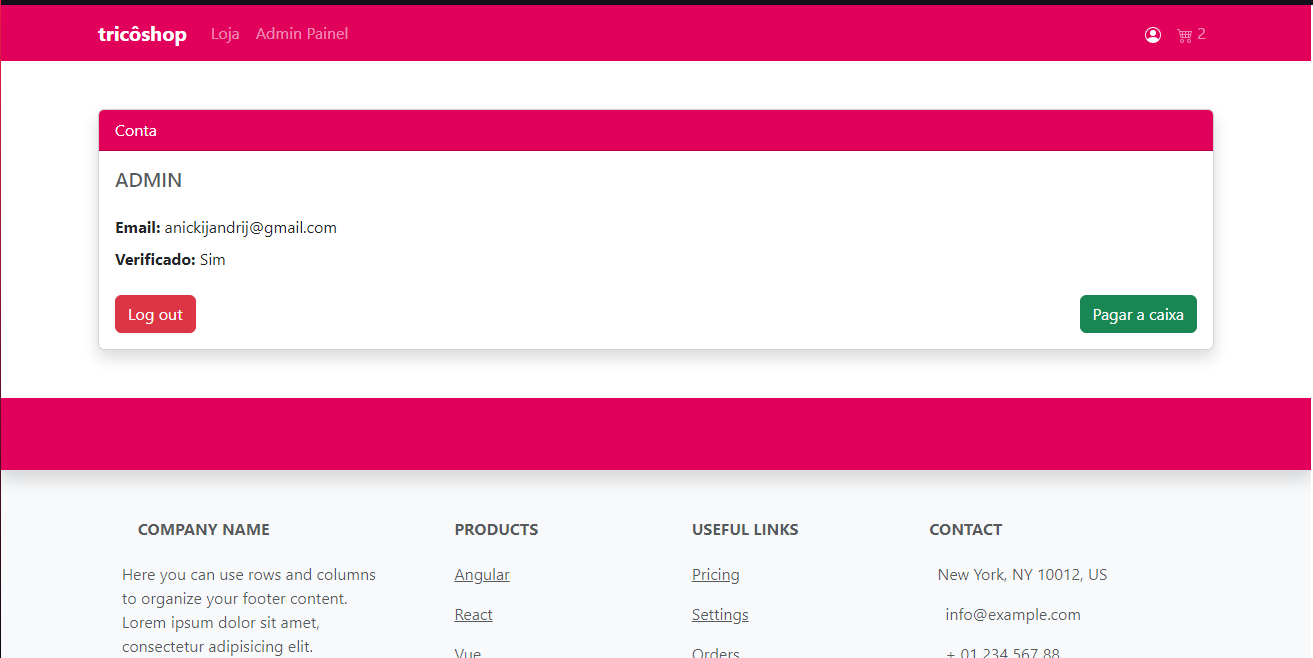 tricôshop Loja Admin Painel 2
Conta
ADMIN
Email: anickijandrij@gmail.com
Verificado: Sim
Log out Pagar a caixa
COMPANY NAME
Here you can use rows and columns
to organize your footer content.
Lorem ipsum dolor sit amet,
consectetur adipisicing elit.
PRODUCTS
Angular
React
Vue
USEFUL LINKS
Pricing
Settings
Orders
CONTACT
New York, NY 10012, US
info@example.com
+ 01 234 567 88